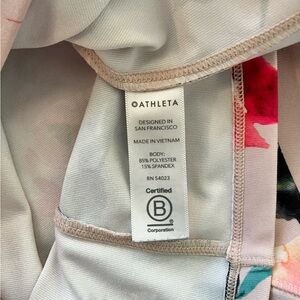 ATHLETA
DESIGNED IN
SAN FRANCISCO
MADE IN VIETNAM
BODY:
85% POLYESTER
15% SPANDEX
RN 54023
Certified
B
Corporation